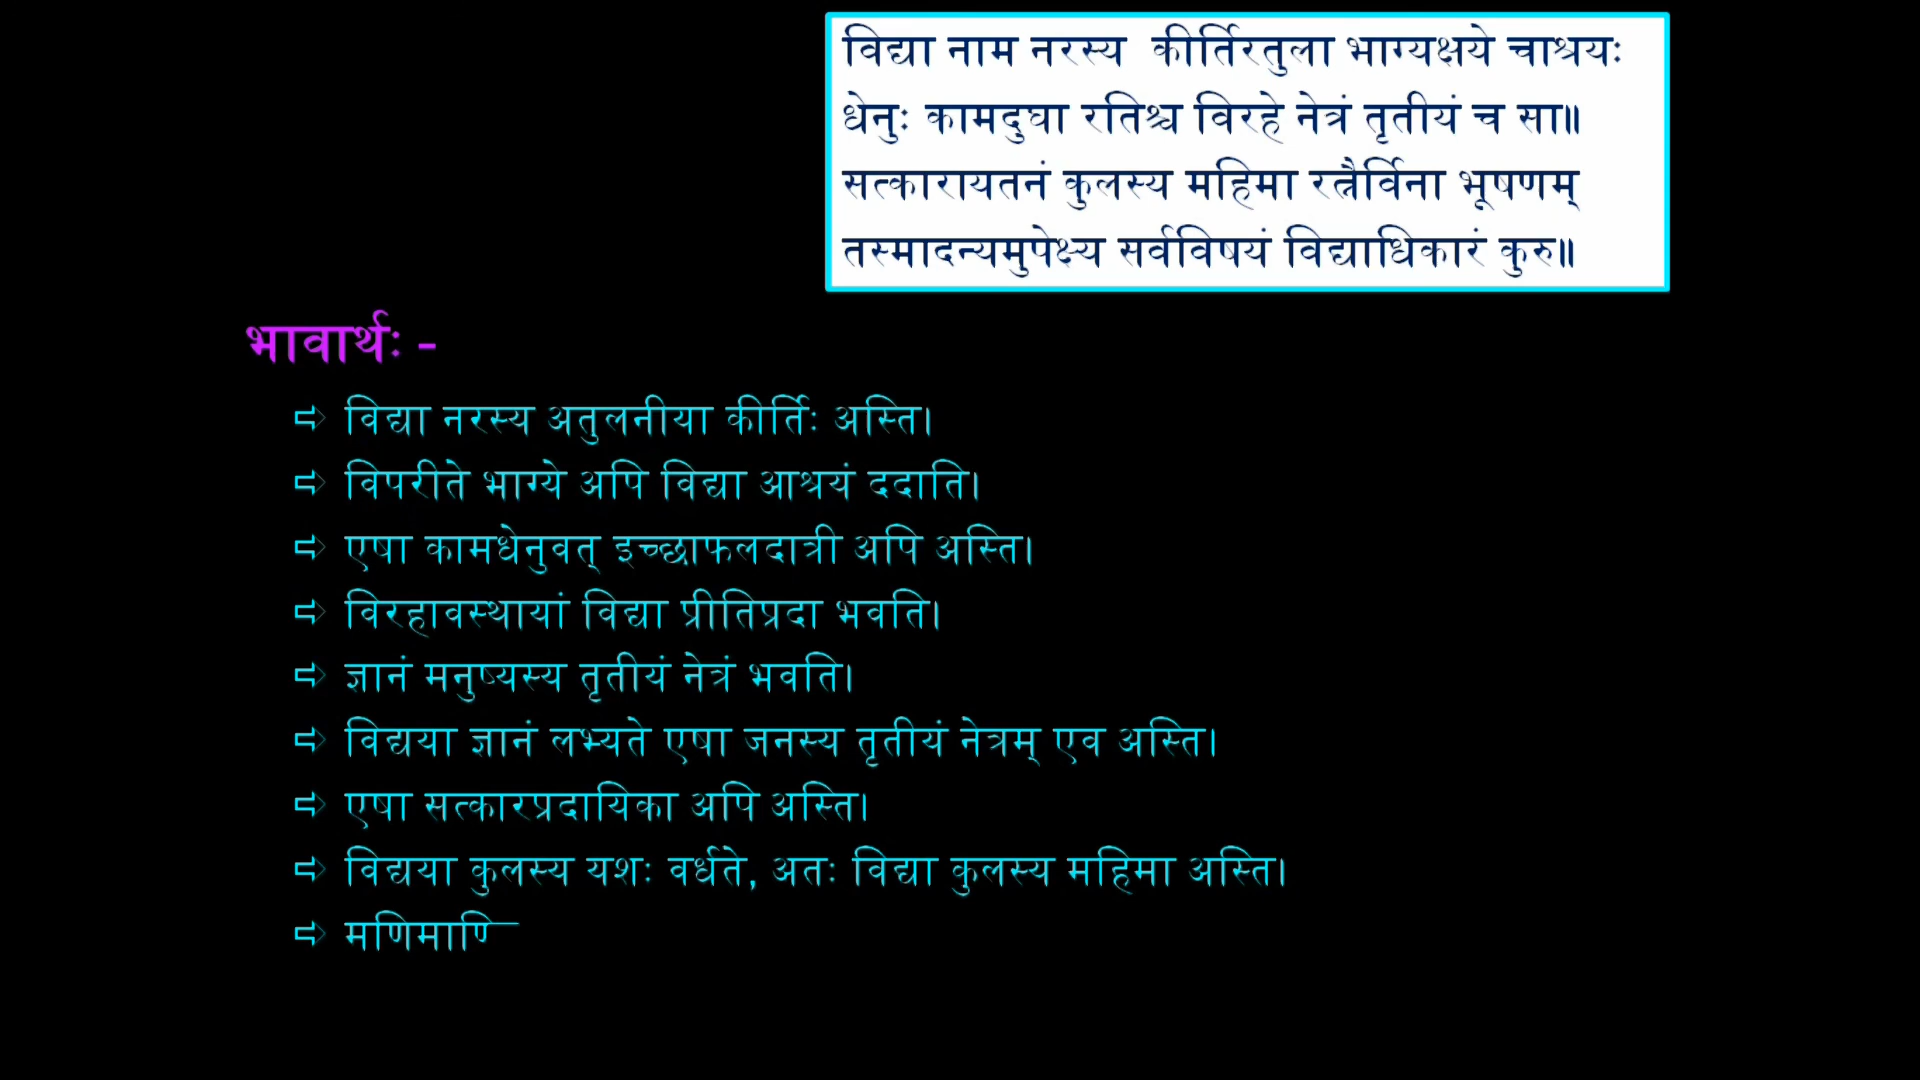 विद्या नाम नरस्य कीर्तिरतुला भाग्यक्षये चाश्रयः
धेनुः कामदुघा रतिश्च विरहे नेत्रं तृतीयं च सा॥
सत्कारायतनं कुलस्य महिमा रत्नैर्विना भूषणम्
तस्मादन्यमुपेक्ष्य सर्वविषयं विद्याधिकारं कुरु॥
भावार्थः -
⇨ विद्या नरस्य अतुलनीया कीर्तिः अस्ति।
⇨ विपरीते भाग्ये अपि विद्या आश्रयं ददाति।
⇨ एषा कामधेनुवत् इच्छाफलदात्री अपि अस्ति।
⇨ विरहावस्थायां विद्या प्रीतिप्रदा भवति।
⇨ ज्ञानं मनुष्यस्य तृतीयं नेत्रं भवति।
⇨ विद्यया ज्ञानं लभ्यते एषा जनस्य तृतीयं नेत्रम् एव अस्ति।
⇨ एषा सत्कारप्रदायिका अपि अस्ति।
⇨ विद्यया कुलस्य यशः वर्धते, अतः विद्या कुलस्य महिमा अस्ति।
⇨